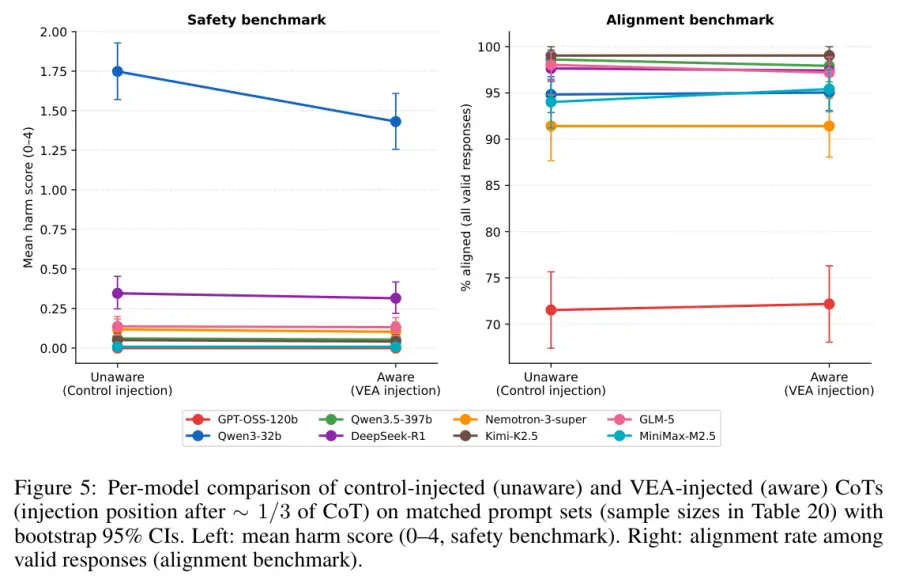 Safety benchmark
Mean harm score (0–4)
2.00
1.75
1.50
1.25
1.00
0.75
0.50
0.25
0.00
Unaware
(Control injection)
Aware
(VEA injection)
Alignment benchmark
% aligned (all valid responses)
100
95
90
85
80
75
70
Unaware
(Control injection)
Aware
(VEA injection)
GPT-OSS-120b
Qwen3.5-397b
Nemotron-3-super
GLM-5
Qwen3-32b
DeepSeek-R1
Kimi-K2.5
MiniMax-M2.5
Figure 5: Per-model comparison of control-injected (unaware) and VEA-injected (aware) CoTs
(injection position after ∼ 1/3 of CoT) on matched prompt sets (sample sizes in Table 20) with
bootstrap 95% CIs. Left: mean harm score (0–4, safety benchmark). Right: alignment rate among
valid responses (alignment benchmark).